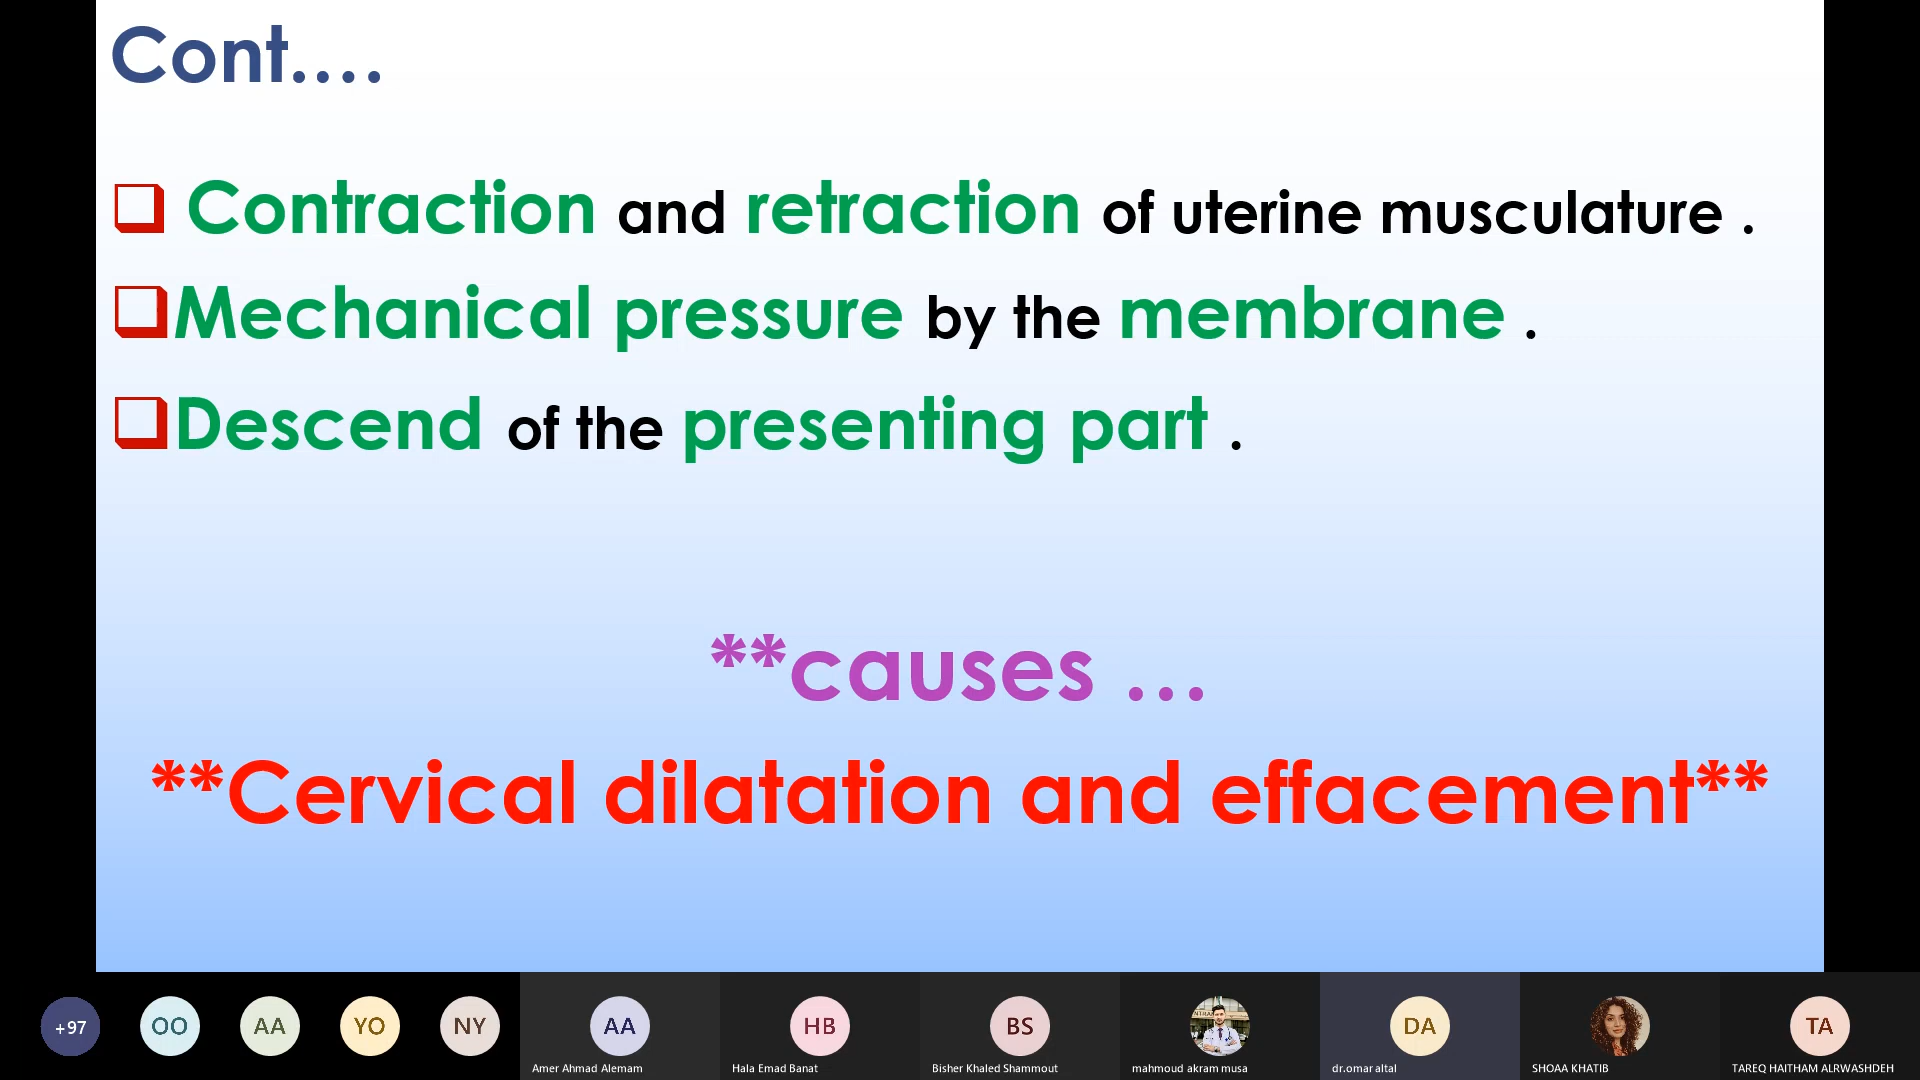 Cont....
Contraction and retraction of uterine musculature .
Mechanical pressure by the membrane .
Descend of the presenting part .
**causes ...
**Cervical dilatation and effacement**
+97
OO
AA
YO
NY
AA
HB
BS
DA
TA
Amer Ahmad Alemam
Hala Emad Banat
Bisher Khaled Shammout
mahmoud akram musa
dr.omar altal
SHOAA KHATIB
TAREQ HAITHAM ALRWASHDEH